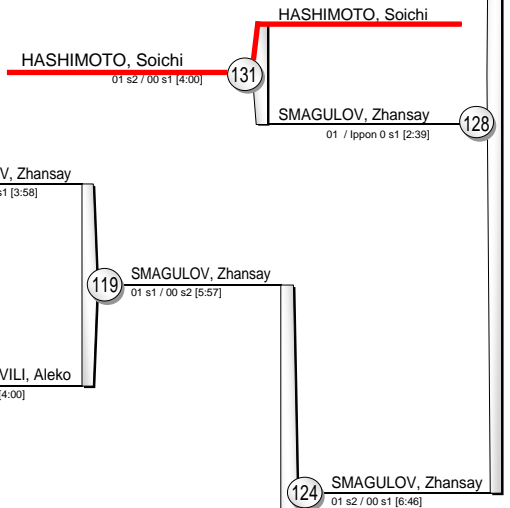 HASHIMOTO, Soichi
HASHIMOTO, Soichi
01 s2 / 00 s1 [4:00]
131
SMAGULOV, Zhansay
01 / Ippon 0 s1 [2:39]
128
V, Zhansay
s1 [3:58]
119
SMAGULOV, Zhansay
01 s1 / 00 s2 [5:57]
VILI, Aleko
[4:00]
124
SMAGULOV, Zhansay
01 s2 / 00 s1 [6:46]